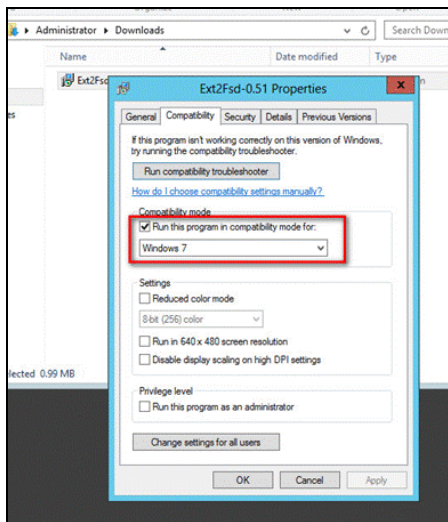 Administrator ▸ Downloads
Search Down
Name
Date modified
Type
Ext2Fsd
Ext2Fsd-0.51 Properties
General
Compatibility
Security
Details
Previous Versions
If this program isn't working correctly on this version of Windows,
try running the compatibility troubleshooter.
Run compatibility troubleshooter
How do I choose compatibility settings manually?
Compatibility mode
Run this program in compatibility mode for:
Windows 7
Settings
Reduced color mode
8-bit (256) color
Run in 640 x 480 screen resolution
Disable display scaling on high DPI settings
lected 0.99 MB
Privilege level
Run this program as an administrator
Change settings for all users
OK
Cancel
Apply